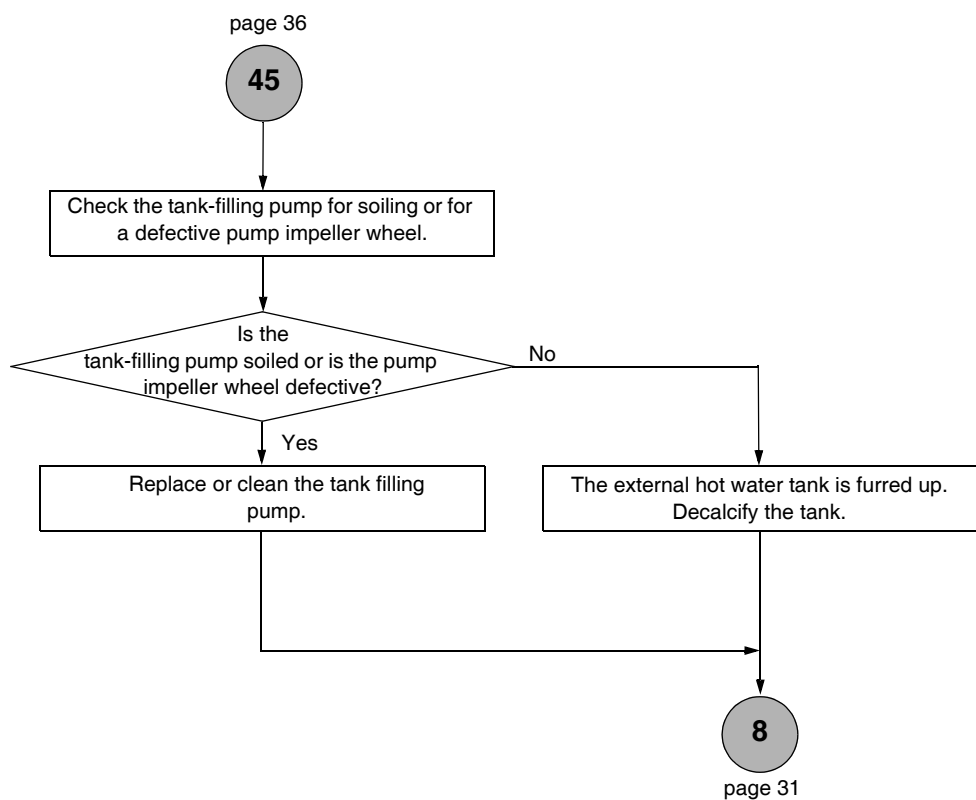 page 36
45
Check the tank-filling pump for soiling or for
a defective pump impeller wheel.
Is the
tank-filling pump soiled or is the pump
impeller wheel defective?
No
Yes
Replace or clean the tank filling
pump.
The external hot water tank is furred up.
Decalcify the tank.
8
page 31